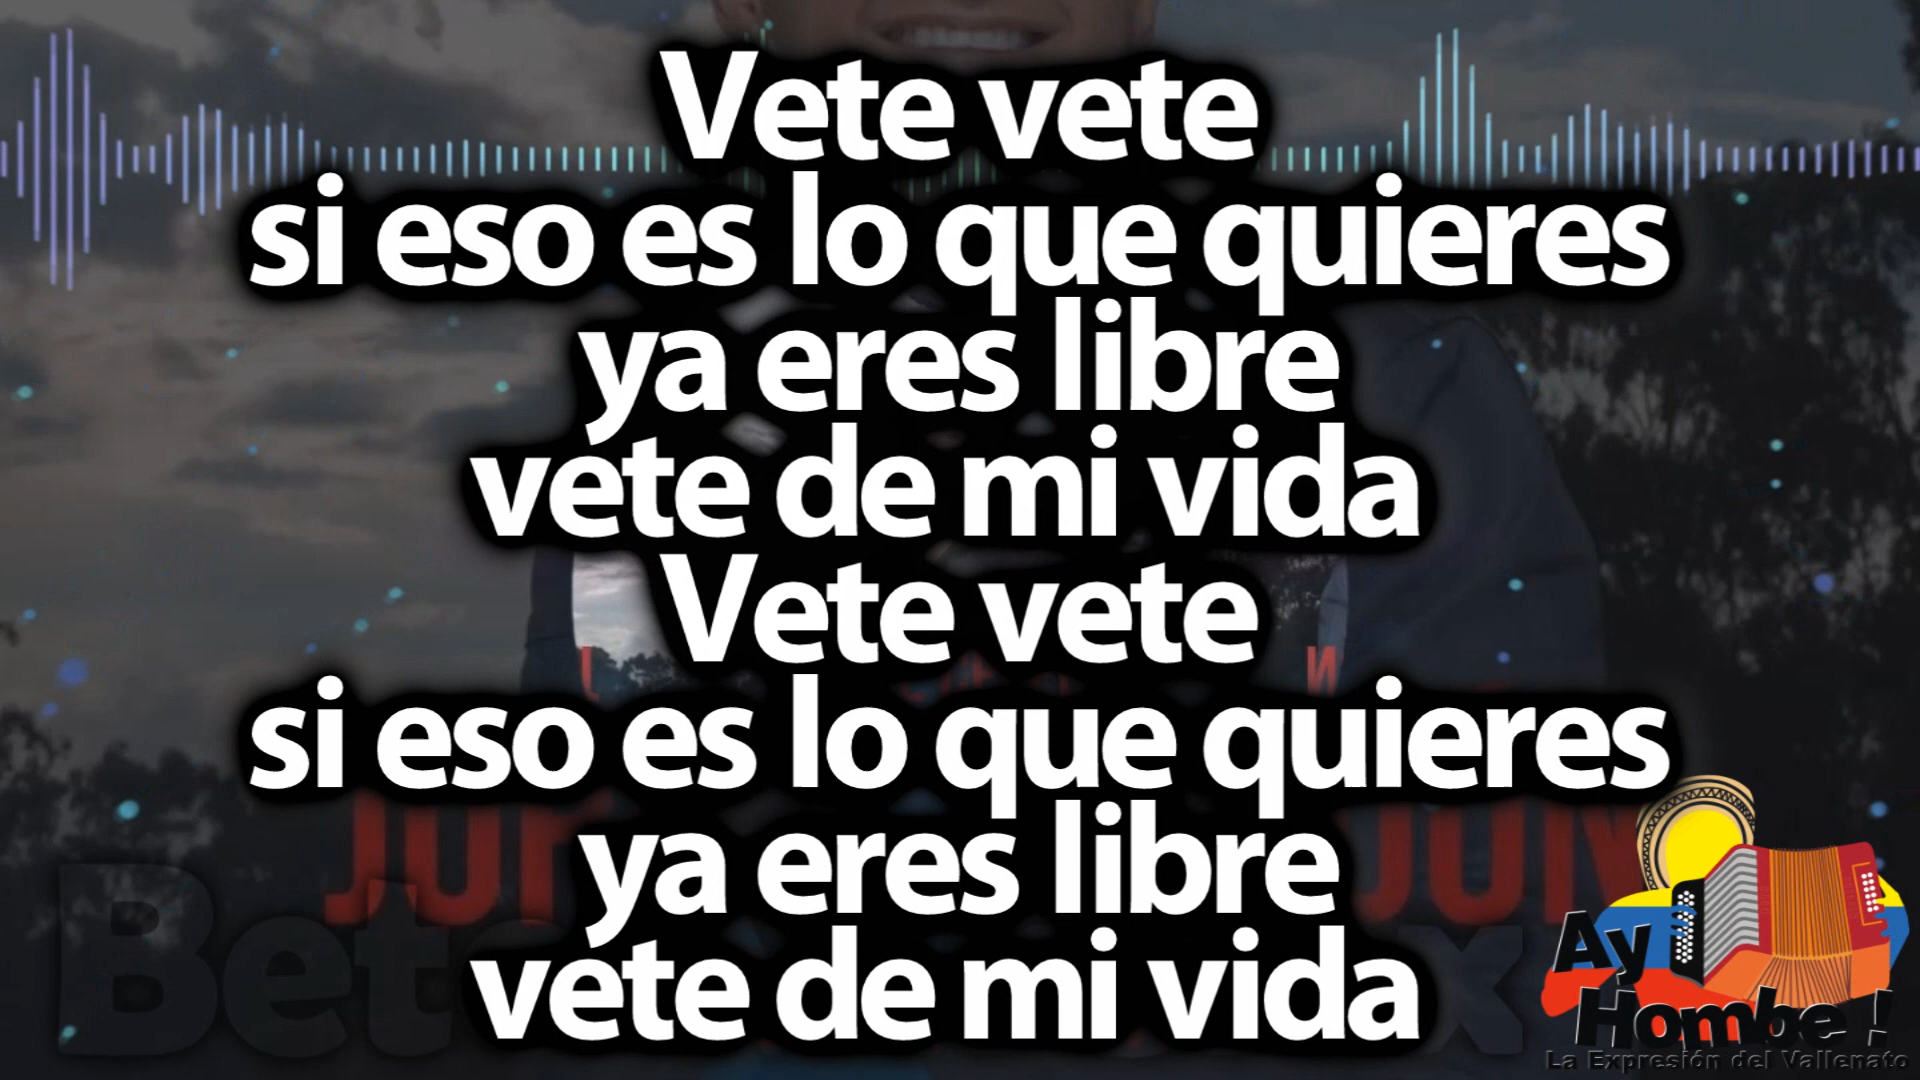 Vete vete
si eso es lo que quieres
ya eres libre
vete de mi vida
Vete vete
si eso es lo que quieres
ya eres libre
vete de mi vida
Ay
Hombe !
La Expresión del Vallenato